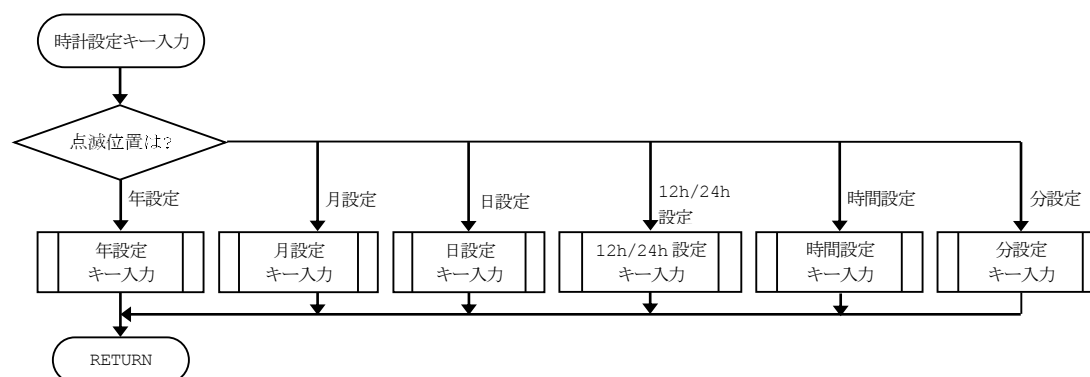 時計設定キー入力
点滅位置は?
年設定
月設定
日設定
12h/24h
設定
時間設定
分設定
年設定
キー入力
月設定
キー入力
日設定
キー入力
12h/24h 設定
キー入力
時間設定
キー入力
分設定
キー入力
RETURN